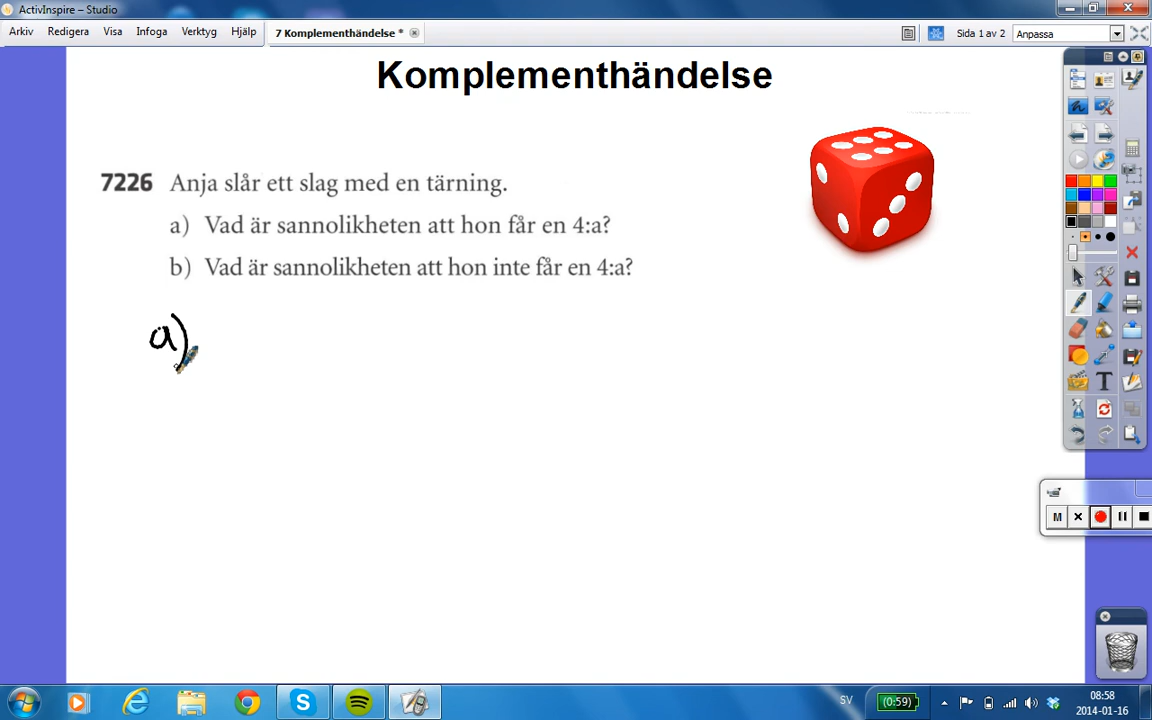 ActivInspire – Studio
Arkiv Redigera Visa Infoga Verktyg Hjälp 7 Komplementhändelse * Sida 1 av 2 Anpassa
Komplementhändelse
7226 Anja slår ett slag med en tärning.
a) Vad är sannolikheten att hon får en 4:a?
b) Vad är sannolikheten att hon inte får en 4:a?
a)
M
SV (0:59) 08:58
2014-01-16